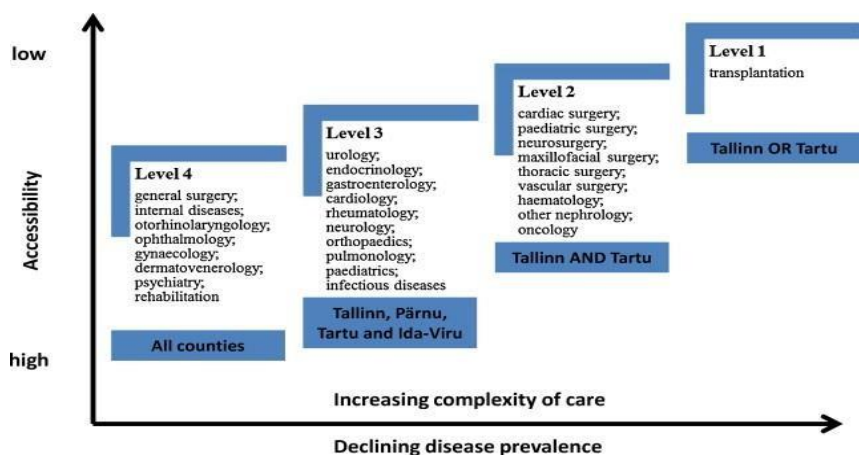 low
Accessibility
high
Level 4
general surgery;
internal diseases;
otorhinolaryngology;
ophthalmology;
gynaecology;
dermatovenerology;
psychiatry;
rehabilitation
All counties
Level 3
urology;
endocrinology;
gastroenterology;
cardiology;
rheumatology;
neurology;
orthopaedics;
pulmonology;
paediatrics;
infectious diseases
Tallinn, Pärnu,
Tartu and Ida-Viru
Level 2
cardiac surgery;
paediatric surgery;
neurosurgery;
maxillofacial surgery;
thoracic surgery;
vascular surgery;
haematology;
other nephrology;
oncology
Tallinn AND Tartu
Level 1
transplantation
Tallinn OR Tartu
Increasing complexity of care
Declining disease prevalence